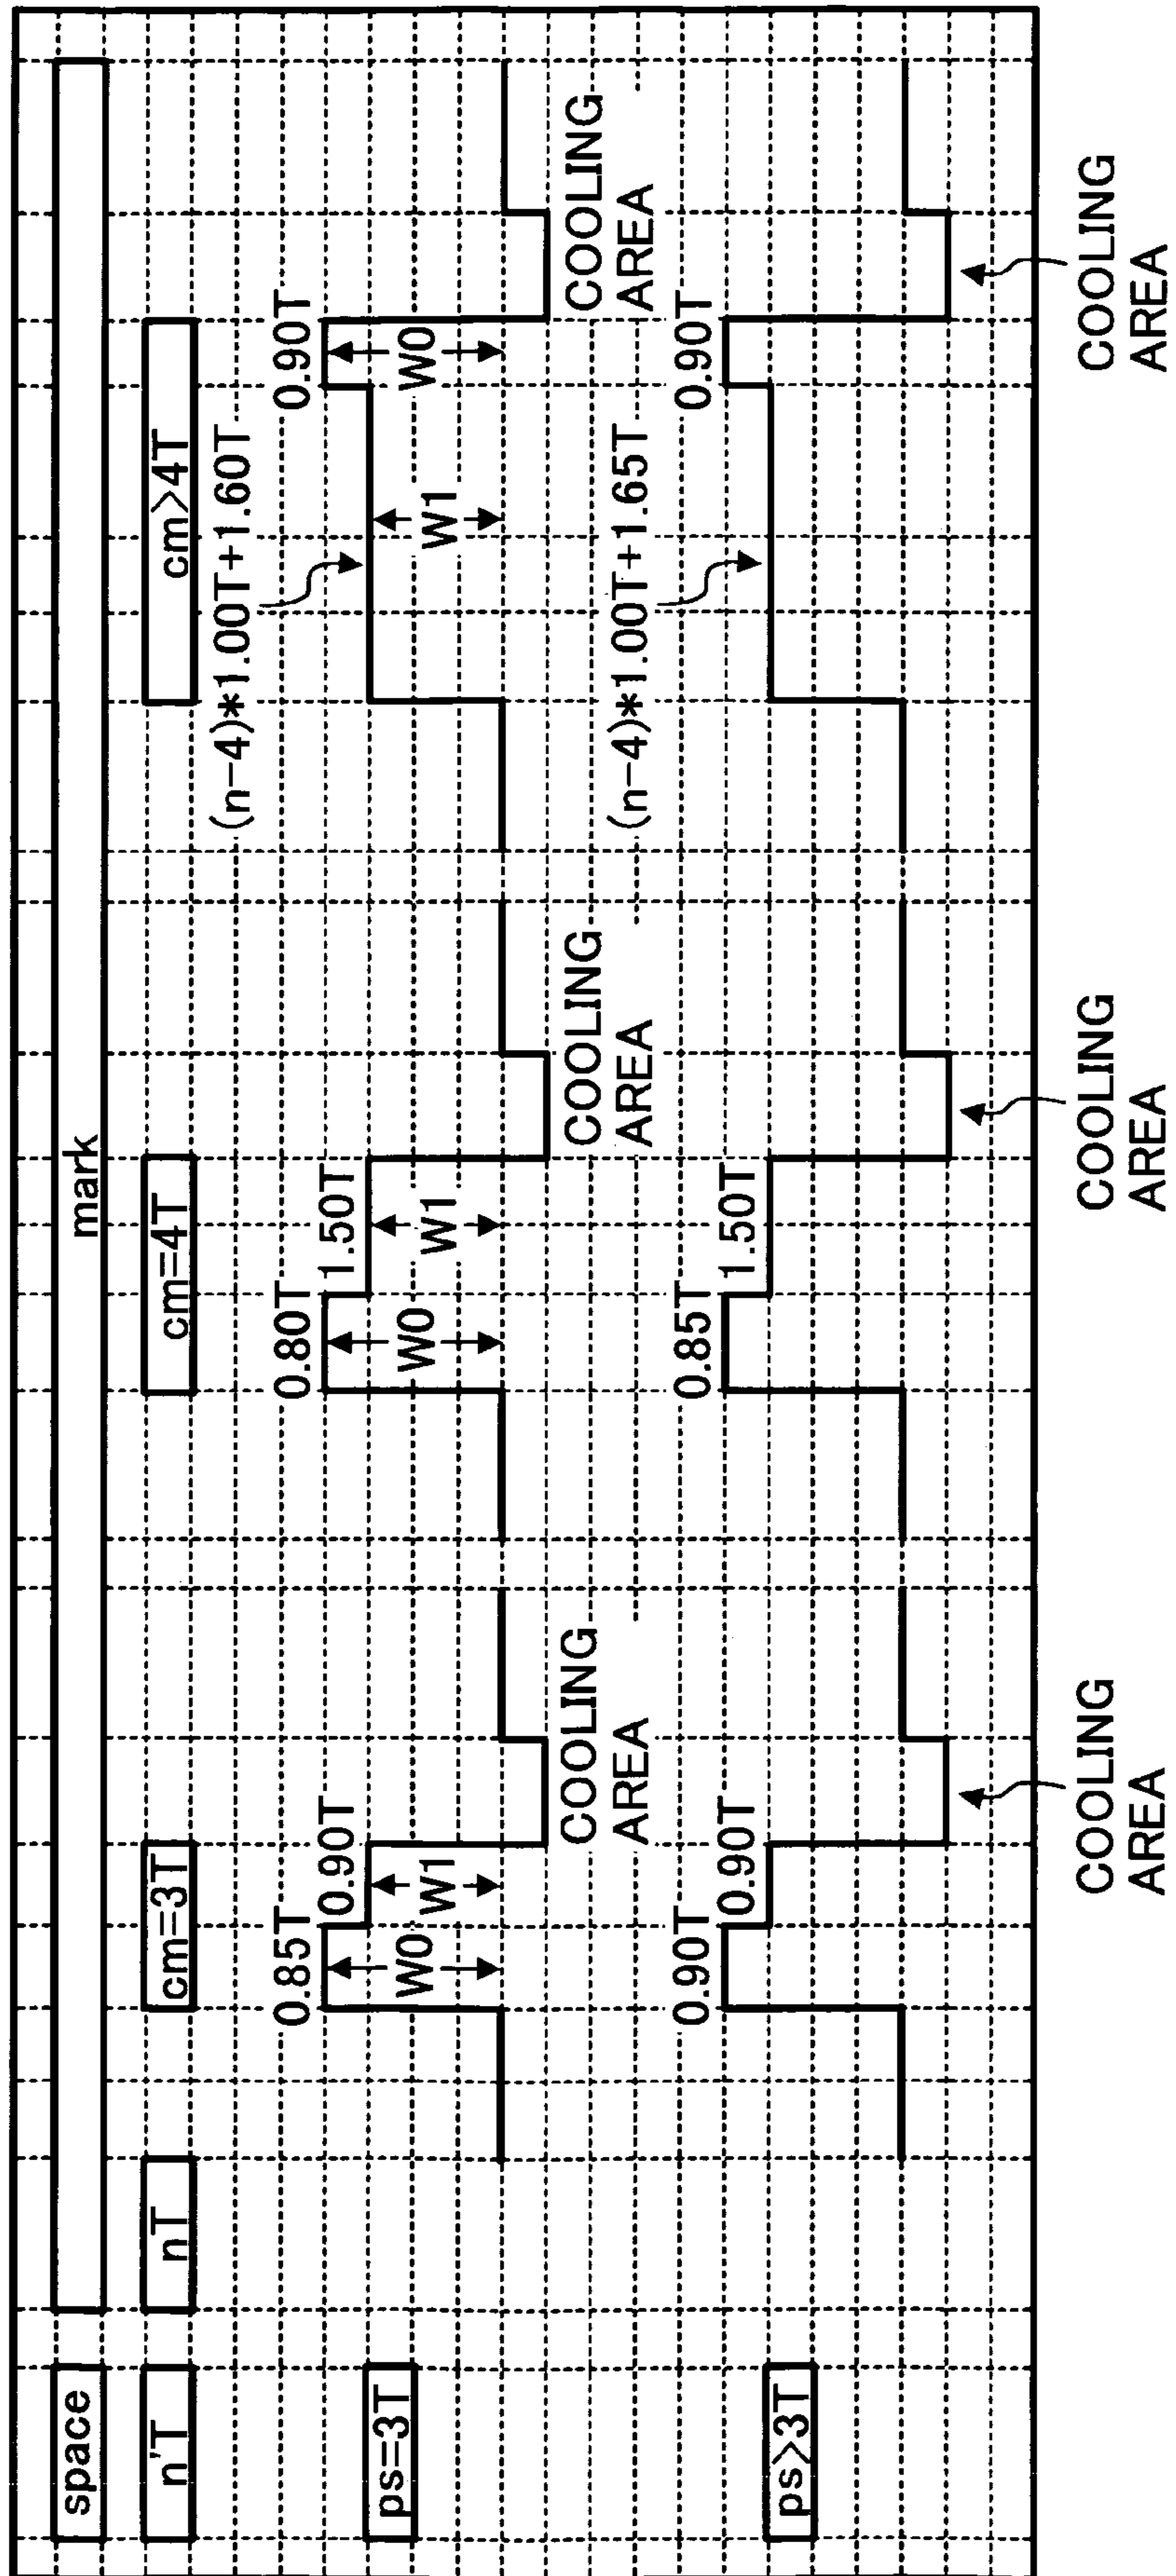 space
mark
n'T
nT
cm=3T
cm=4T
cm>4T
ps=3T
0.85T
0.90T
W0
W1
COOLING
AREA
0.80T
1.50T
W0
W1
COOLING
AREA
(n-4)*1.00T+1.60T
0.90T
W1
W0
COOLING
AREA
ps>3T
0.90T
0.90T
COOLING
AREA
0.85T
1.50T
COOLING
AREA
(n-4)*1.00T+1.65T
0.90T
COOLING
AREA